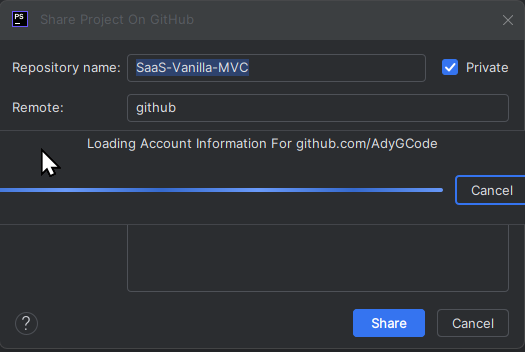 PS Share Project On GitHub
Repository name: SaaS-Vanilla-MVC Private
Remote: github
Loading Account Information For github.com/AdyGCode
Cancel
? Share Cancel